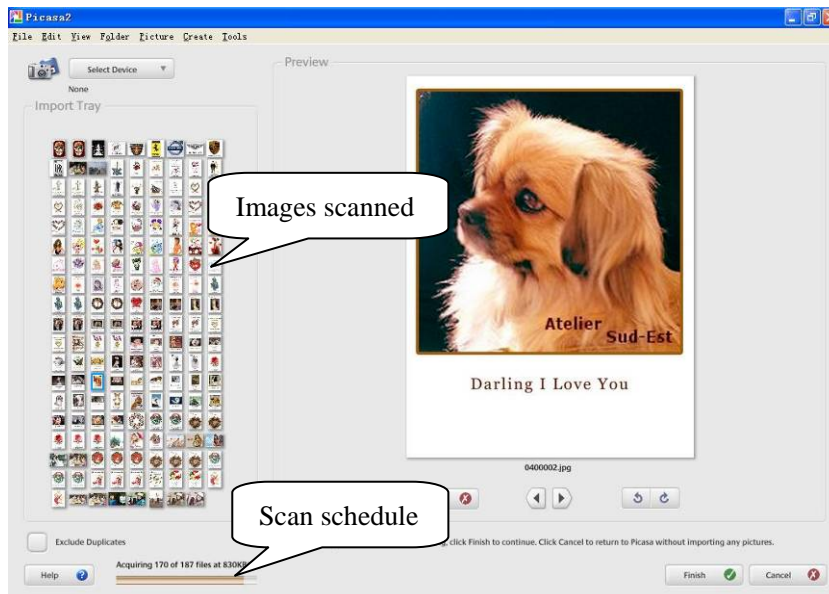 Picasa2
File Edit View Folder Picture Create Tools
Select Device
None
Import Tray
Preview
Images scanned
Atelier
Sud-Est
Darling I Love You
0400002.jpg
Scan schedule
Exclude Duplicates
click Finish to continue. Click Cancel to return to Picasa without importing any pictures.
Acquiring 170 of 187 files at 830KB
Help
Finish
Cancel